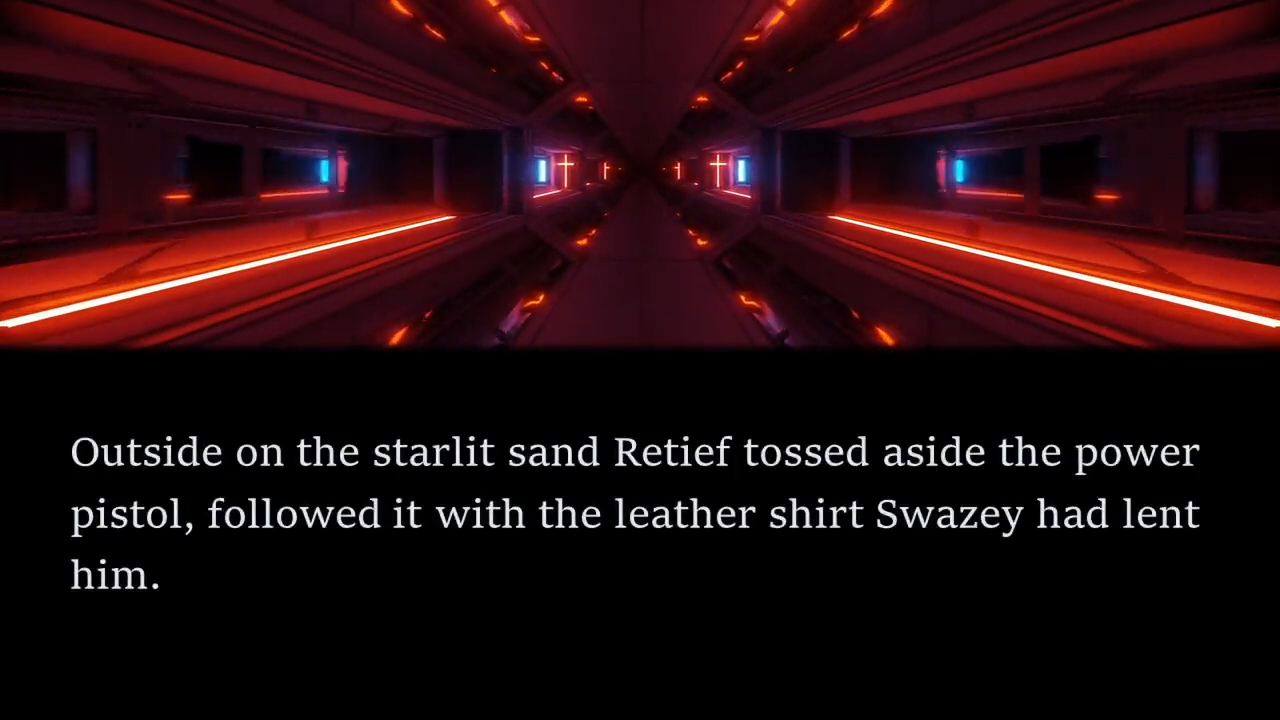 Outside on the starlit sand Retief tossed aside the power
pistol, followed it with the leather shirt Swazey had lent
him.